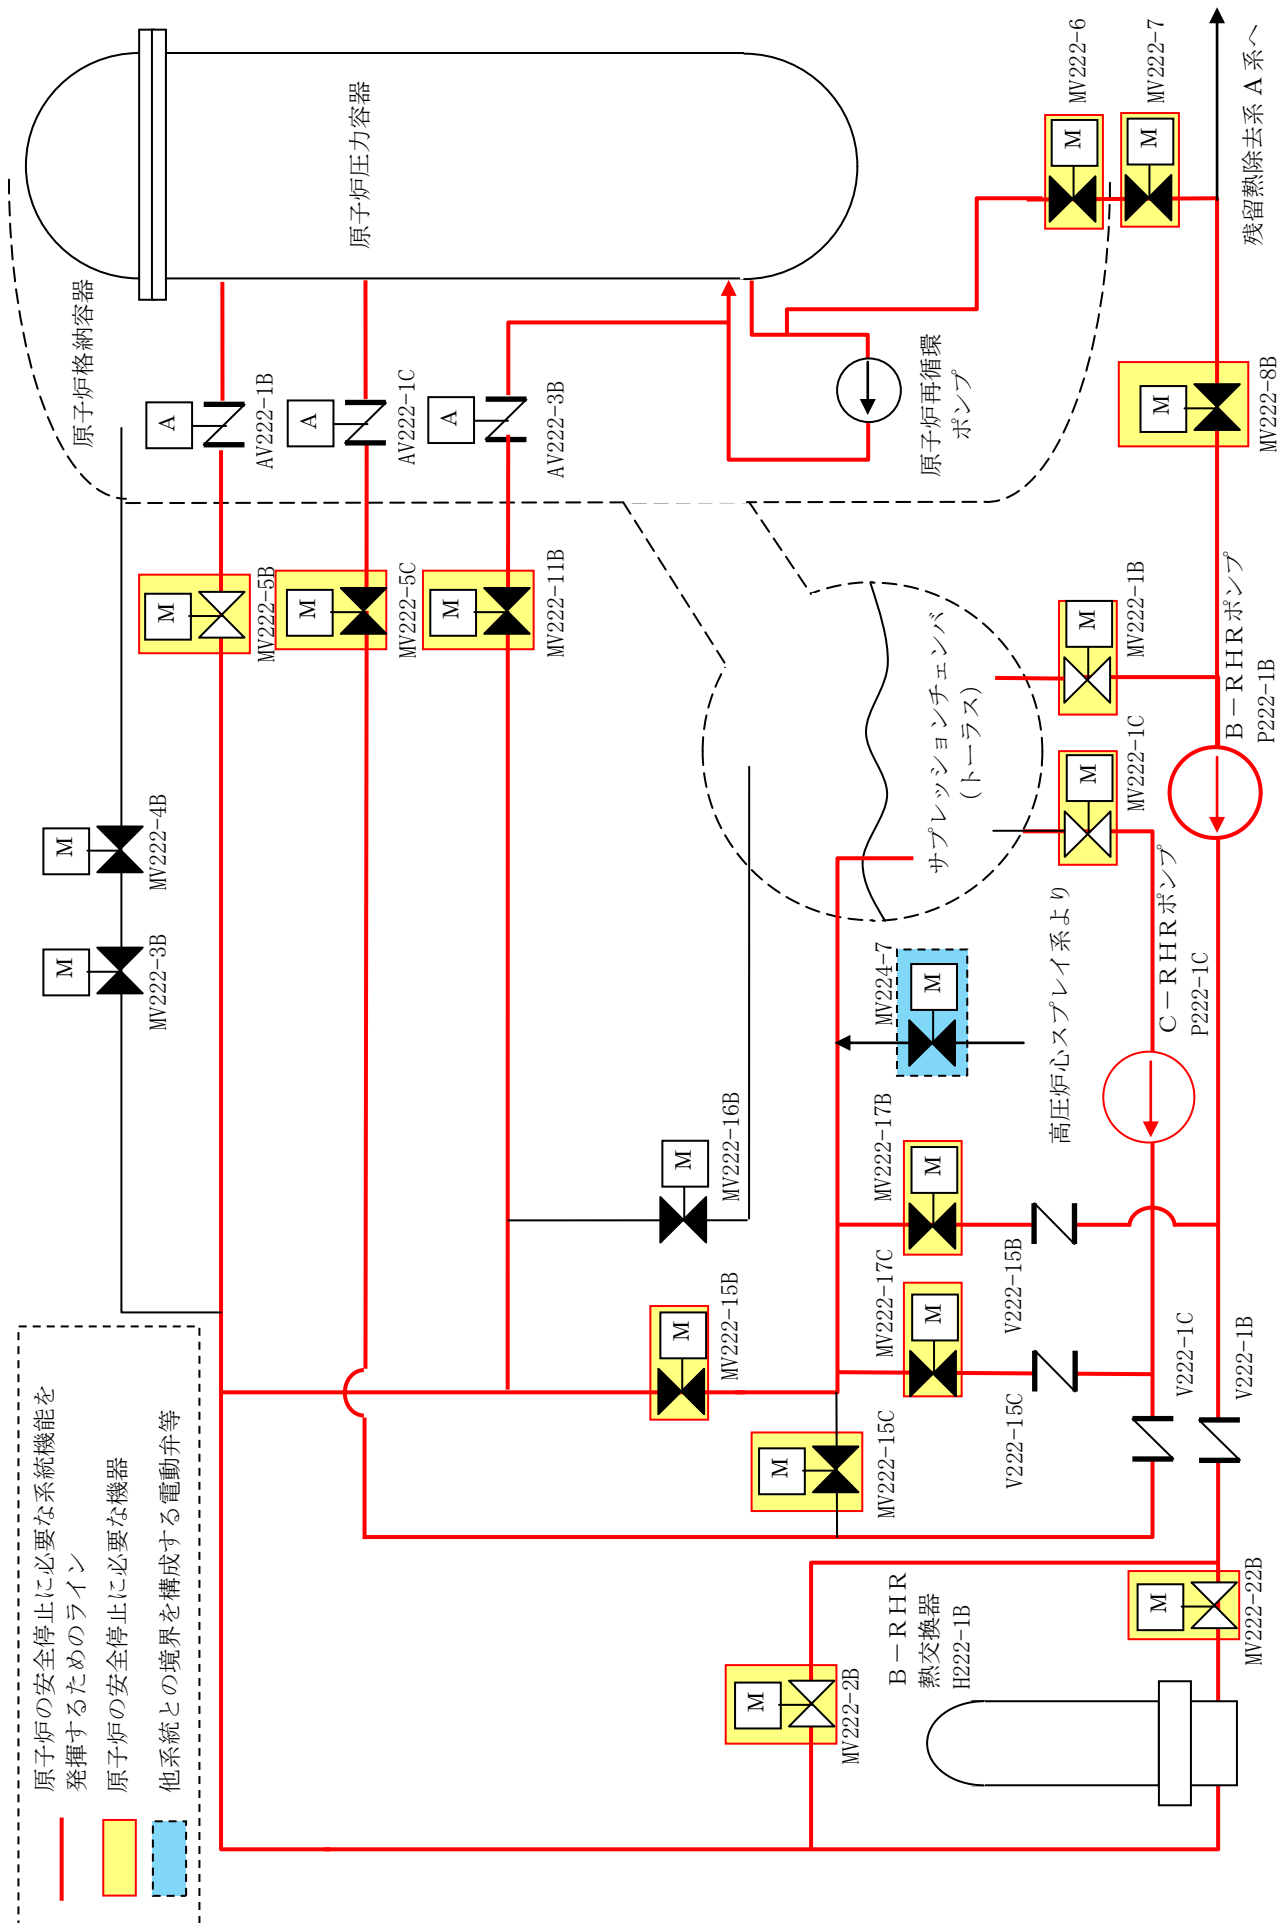 原子炉の安全停止に必要な系統機能を
発揮するためのライン
原子炉の安全停止に必要な機器
他系統との境界を構成する電動弁等
M
MV222-3B
M
MV222-4B
原子炉格納容器
原子炉圧力容器
M
MV222-5B
A
AV222-1B
M
MV222-5C
A
AV222-1C
M
MV222-11B
A
AV222-3B
原子炉再循環
ポンプ
M
MV222-6
M
MV222-7
残留熱除去系A系へ
M
MV222-8B
M
MV222-16B
M
MV222-15B
M
MV222-15C
M
MV222-17B
M
MV222-17C
MV224-7
M
高圧炉心スプレイ系より
サプレッションチェンバ
(トーラス)
M
MV222-1B
M
MV222-1C
B－RHRポンプ
P222-1B
C－RHRポンプ
P222-1C
V222-15B
V222-15C
V222-1C
V222-1B
M
MV222-2B
B－RHR
熱交換器
H222-1B
M
MV222-22B